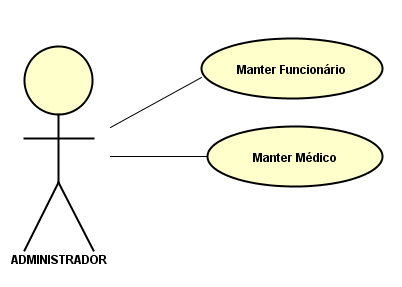 Manter Funcionário
Manter Médico
ADMINISTRADOR